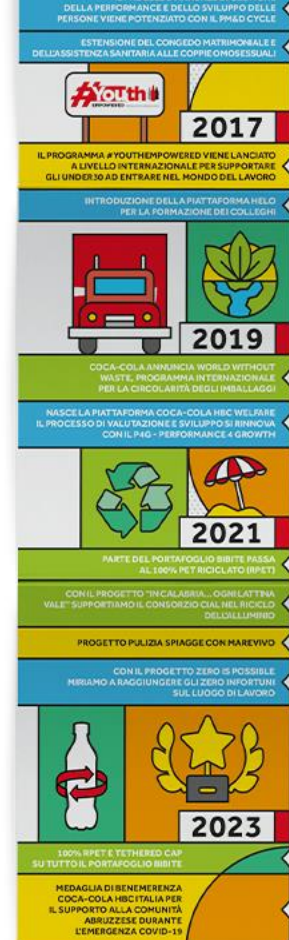 DELLA PERFORMANCE E DELLO SVILUPPO DELLE
PERSONE VIENE POTENZIATO CON IL PM&D CYCLE
ESTENSIONE DEL CONGEDO MATRIMONIALE E
DELL'ASSISTENZA SANITARIA ALLE COPPIE OMOSESSUALI
#Youth
EMPOWERED
2017
IL PROGRAMMA #YOUTHEMPOWERED VIENE LANCIATO
A LIVELLO INTERNAZIONALE PER SUPPORTARE
GLI UNDER30 AD ENTRARE NEL MONDO DEL LAVORO
INTRODUZIONE DELLA PIATTAFORMA HELO
PER LA FORMAZIONE DEI COLLEGHI
2019
COCA-COLA ANNUNCIA WORLD WITHOUT
WASTE, PROGRAMMA INTERNAZIONALE
PER LA CIRCOLARITÀ DEGLI IMBALLAGGI
NASCE LA PIATTAFORMA COCA-COLA HBC WELFARE
IL PROCESSO DI VALUTAZIONE E SVILUPPO SI RINNOVA
CON IL P4G - PERFORMANCE 4 GROWTH
2021
PARTE DEL PORTAFOGLIO BIBITE PASSA
AL 100% PET RICICLATO (RPET)
CON IL PROGETTO "IN CALABRIA... OGNI LATTINA
VALE" SUPPORTIAMO IL CONSORZIO CIAL NEL RICICLO
DELL'ALLUMINIO
PROGETTO PULIZIA SPIAGGE CON MAREVIVO
CON IL PROGETTO ZERO IS POSSIBLE
MIRIAMO A RAGGIUNGERE GLI ZERO INFORTUNI
SUL LUOGO DI LAVORO
2023
100% RPET E TETHERED CAP
SU TUTTO IL PORTAFOGLIO BIBITE
MEDAGLIA DI BENEMERENZA
COCA-COLA HBC ITALIA PER
IL SUPPORTO ALLA COMUNITÀ
ABRUZZESE DURANTE
L'EMERGENZA COVID-19